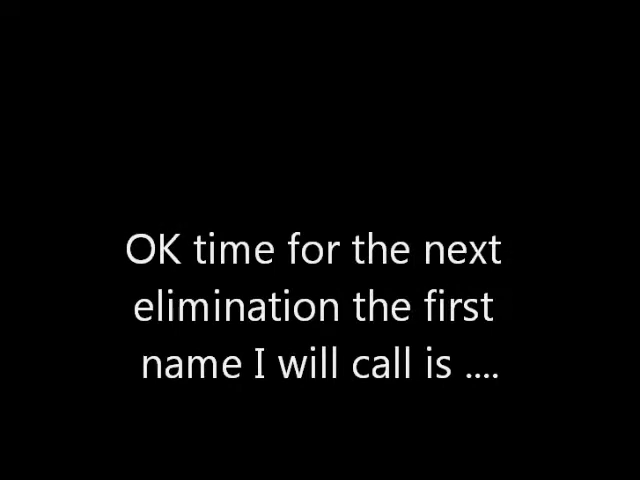 OK time for the next
elimination the first
name I will call is ....